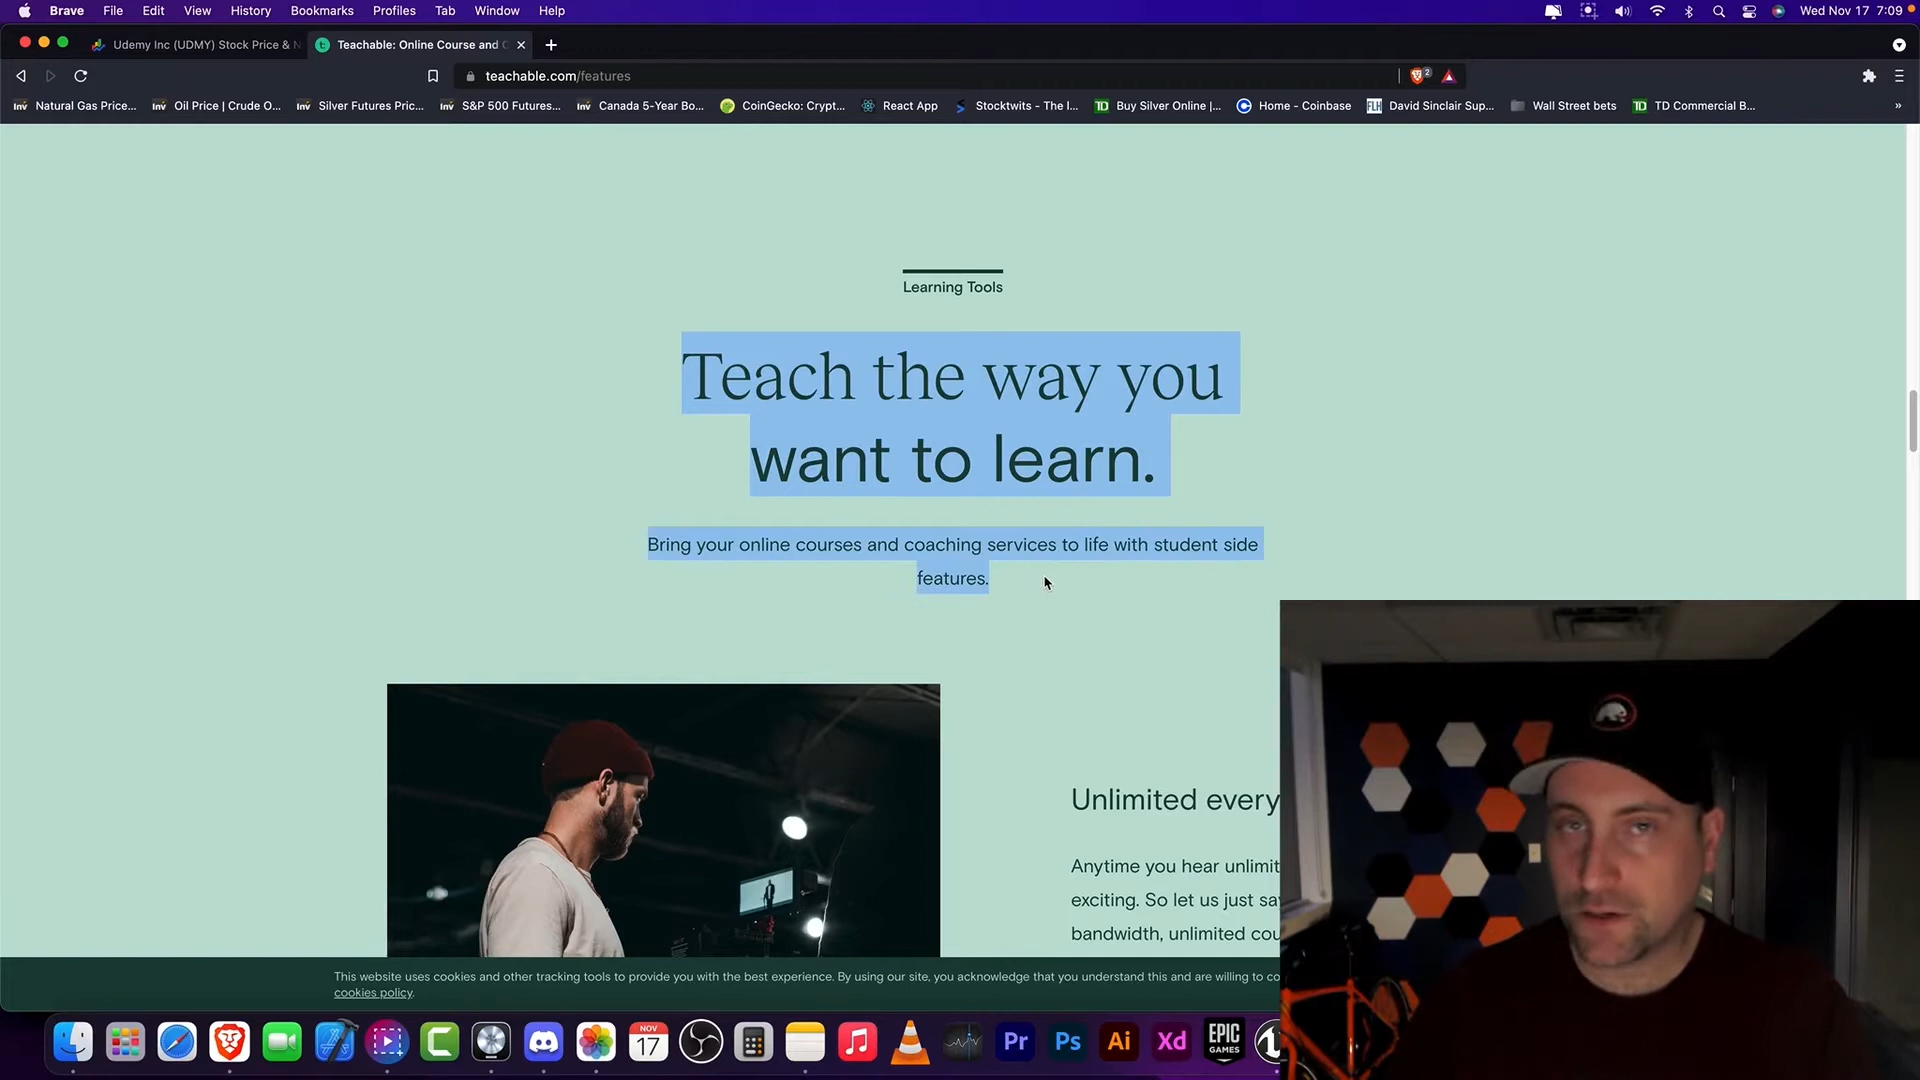 Brave File Edit View History Bookmarks Profiles Tab Window Help Wed Nov 17 7:09
Udemy Inc (UDMY) Stock Price & N
Teachable: Online Course and C
teachable.com/features
2
Natural Gas Price... Oil Price | Crude O... Silver Futures Pric... S&P 500 Futures... Canada 5-Year Bo... CoinGecko: Crypt... React App Stocktwits - The l... Buy Silver Online |... Home - Coinbase David Sinclair Sup... Wall Street bets TD Commercial B... »
Learning Tools
Teach the way you
want to learn.
Bring your online courses and coaching services to life with student side
features.
Unlimited every
Anytime you hear unlimit
exciting. So let us just sa
bandwidth, unlimited cou
This website uses cookies and other tracking tools to provide you with the best experience. By using our site, you acknowledge that you understand this and are willing to co
cookies policy.
NOV
17
Pr Ps Ai Xd
EPIC
GAMES